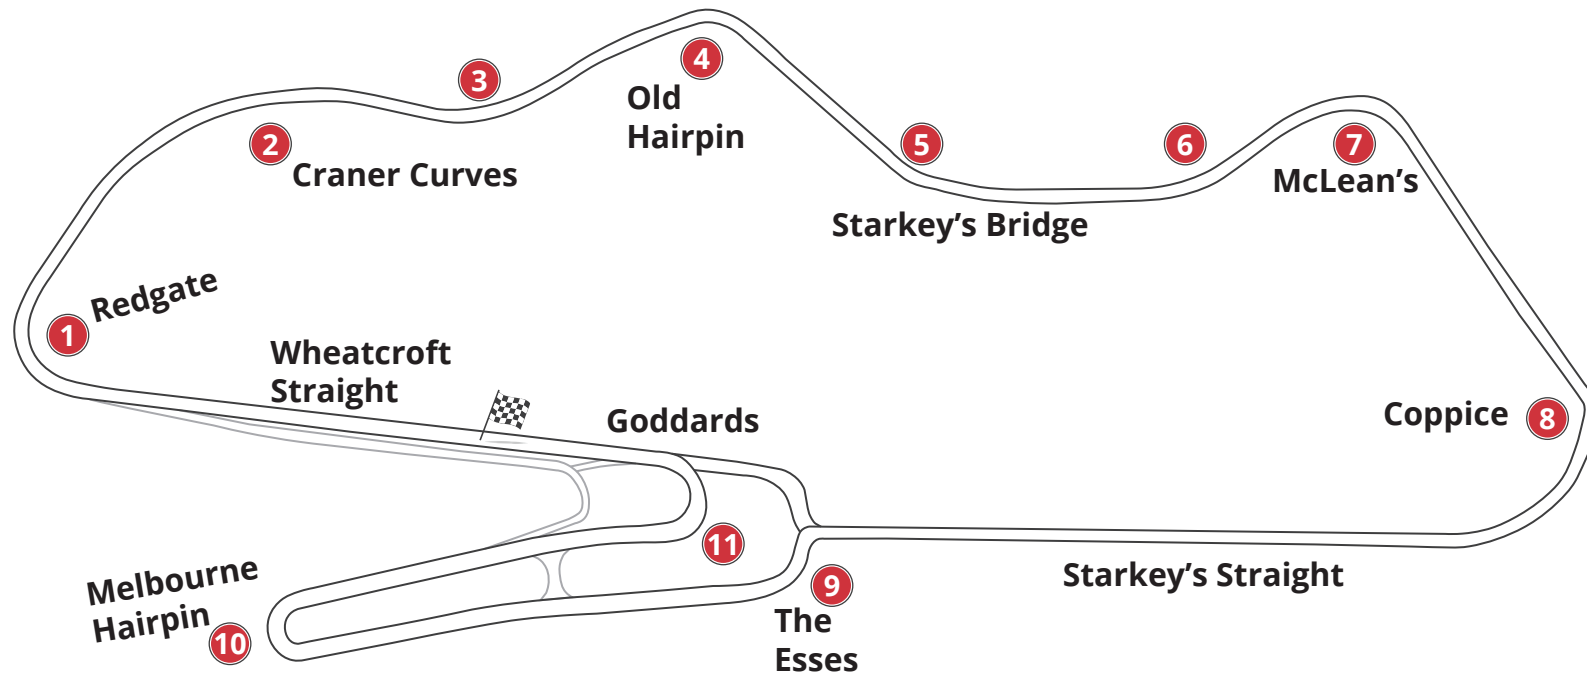 3
4
Old
Hairpin
2
Craner Curves
5
6
7
McLean’s
Starkey’s Bridge
Redgate
1
Wheatcroft
Straight
Goddards
Coppice
8
11
Starkey’s Straight
9
The
Esses
Melbourne
Hairpin
10